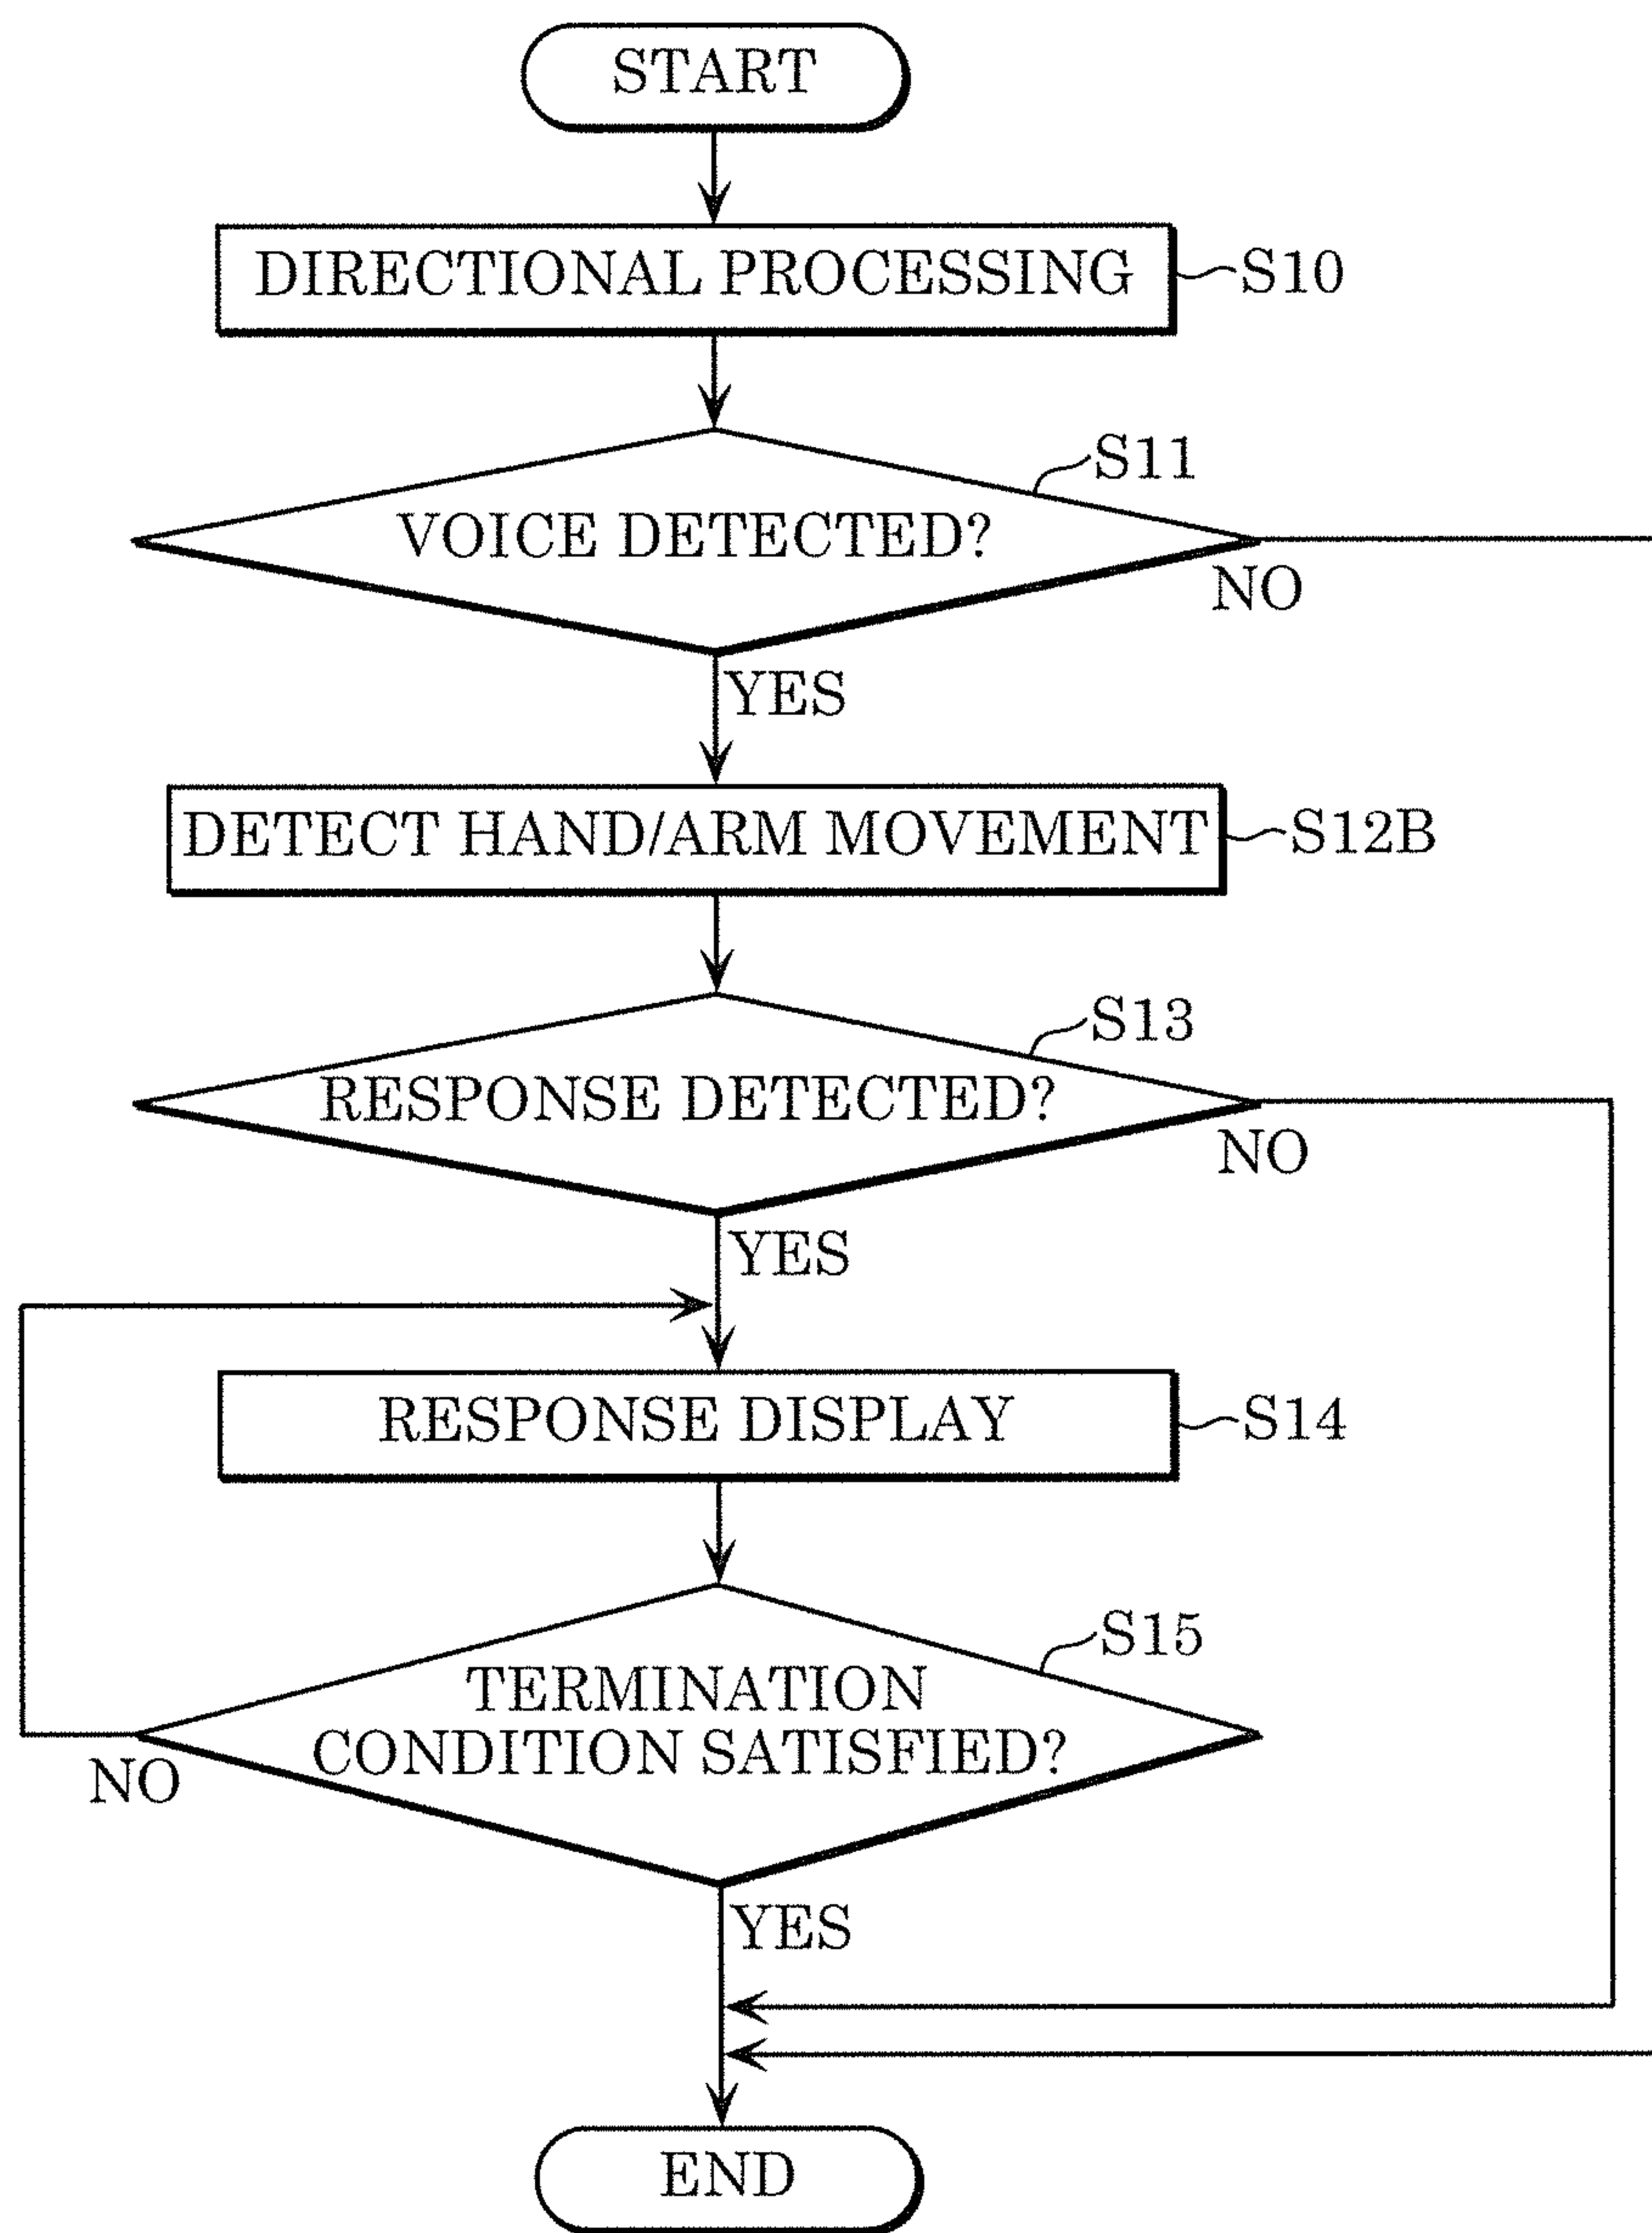 START
DIRECTIONAL PROCESSING
S10
S11
VOICE DETECTED?
NO
YES
DETECT HAND/ARM MOVEMENT
S12B
S13
RESPONSE DETECTED?
NO
YES
RESPONSE DISPLAY
S14
S15
TERMINATION
CONDITION SATISFIED?
NO
YES
END